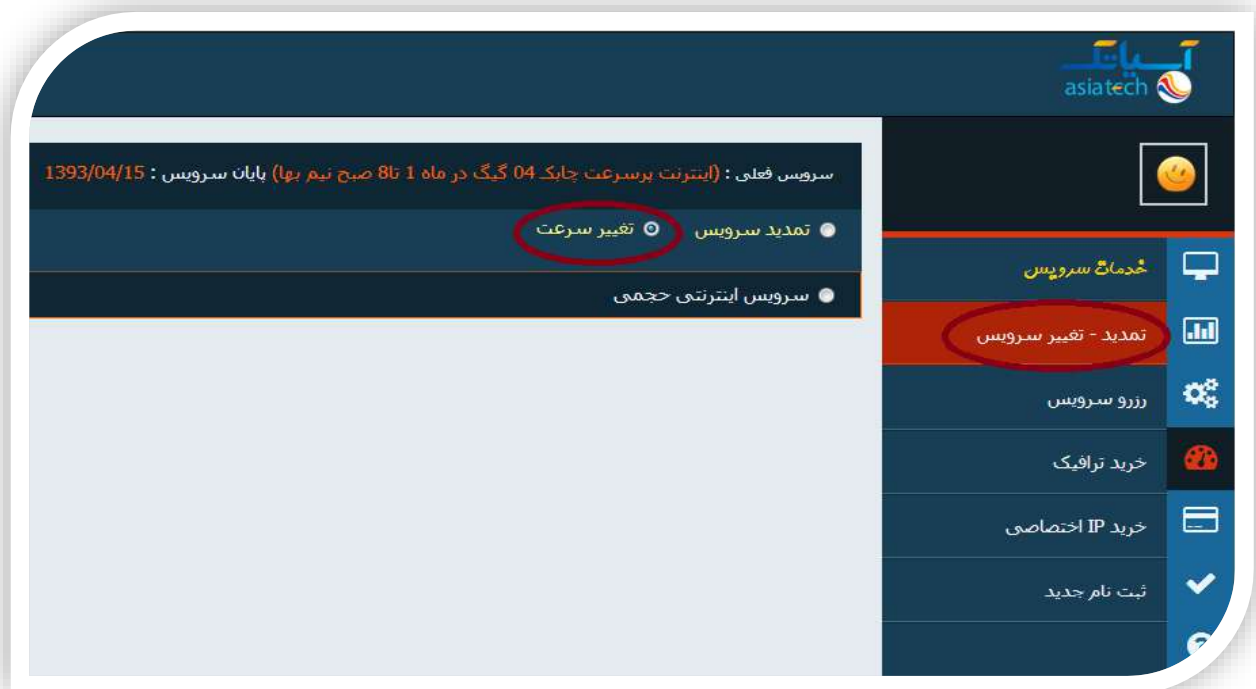 آسیاتک
asiatech
سرویس فعلی : (اینترنت پرسرعت چابک 04 گیگ در ماه 1 تا8 صبح نیم بها) پایان سرویس : 1393/04/15
تمدید سرویس تغییر سرعت
سرویس اینترنتی حجمی
خدمات سرویس
تمدید - تغییر سرویس
رزرو سرویس
خرید ترافیک
خرید IP اختصاصی
ثبت نام جدید